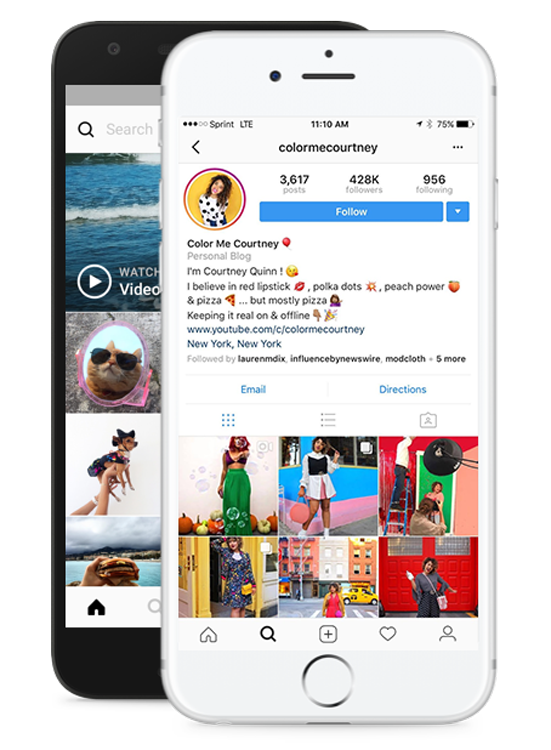 Search
WATCH
Video
Sprint LTE 11:10 AM 75%
colormecourtney
3,617 428K 956
posts followers following
Follow
Color Me Courtney 🎈
Personal Blog
I'm Courtney Quinn ! 😘
I believe in red lipstick 💋 , polka dots 💥 , peach power 🍑
& pizza 🍕 ... but mostly pizza 💁🏾‍♀️
Keeping it real on & offline 👇🏽🎉
www.youtube.com/c/colormecourtney
New York, New York
Followed by laurenmdix, influencebynewswire, modcloth + 5 more
Email Directions